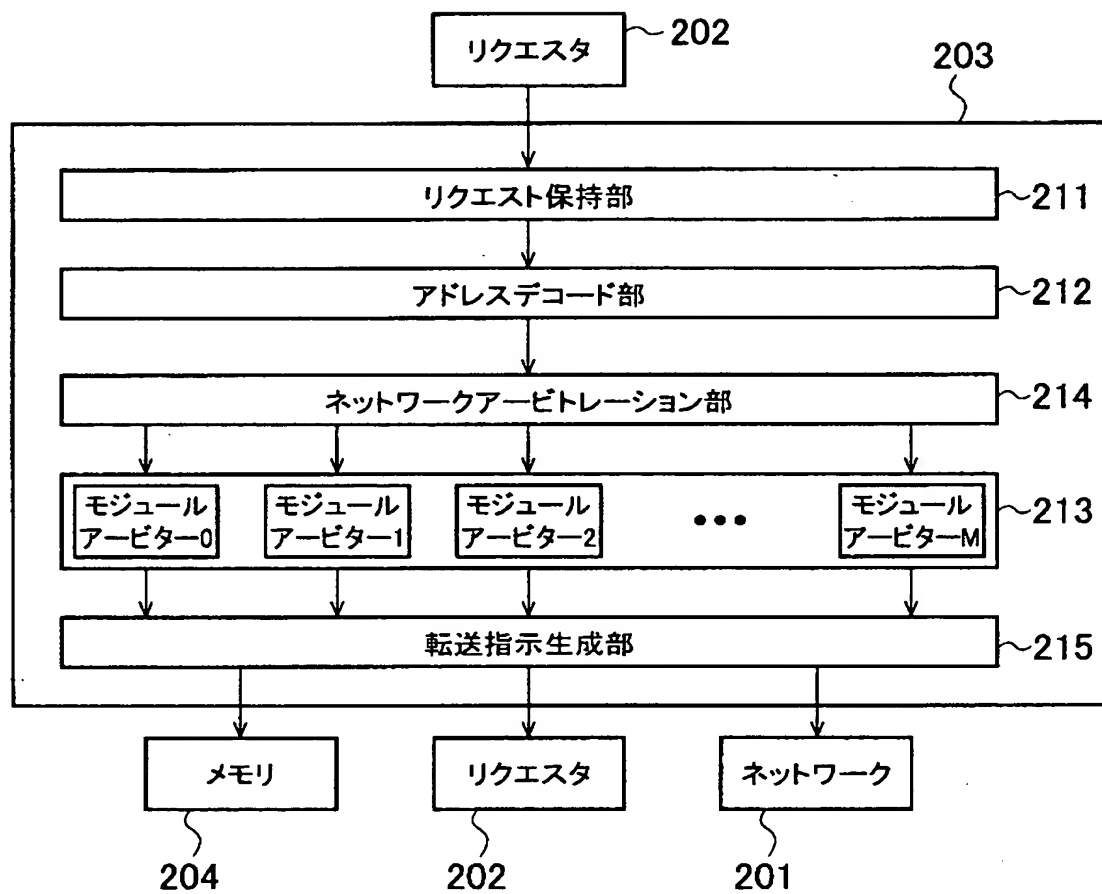 リクエスタ
202
203
リクエスト保持部
211
アドレスデコード部
212
ネットワークアービトレーション部
214
モジュール
アービター0
モジュール
アービター1
モジュール
アービター2
•••
モジュール
アービターM
213
転送指示生成部
215
メモリ
リクエスタ
ネットワーク
204
202
201